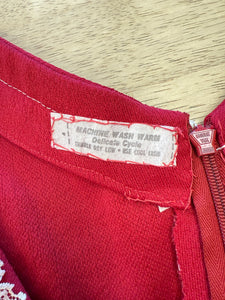 MACHINE WASH WARM
Delicate Cycle
TUMBLE DRY LOW • USE COOL IRON